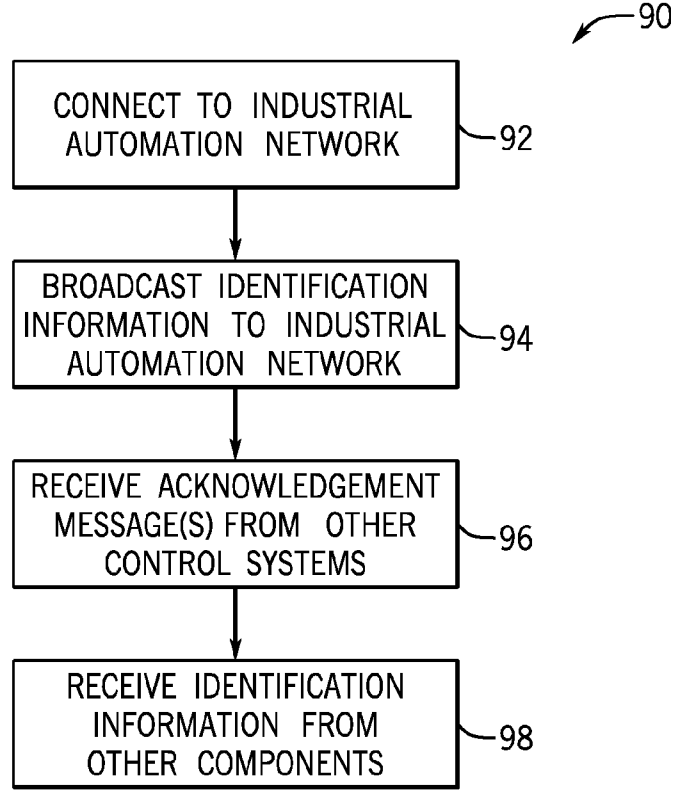 90
CONNECT TO INDUSTRIAL
AUTOMATION NETWORK
92
BROADCAST IDENTIFICATION
INFORMATION TO INDUSTRIAL
AUTOMATION NETWORK
94
RECEIVE ACKNOWLEDGEMENT
MESSAGE(S) FROM OTHER
CONTROL SYSTEMS
96
RECEIVE IDENTIFICATION
INFORMATION FROM
OTHER COMPONENTS
98